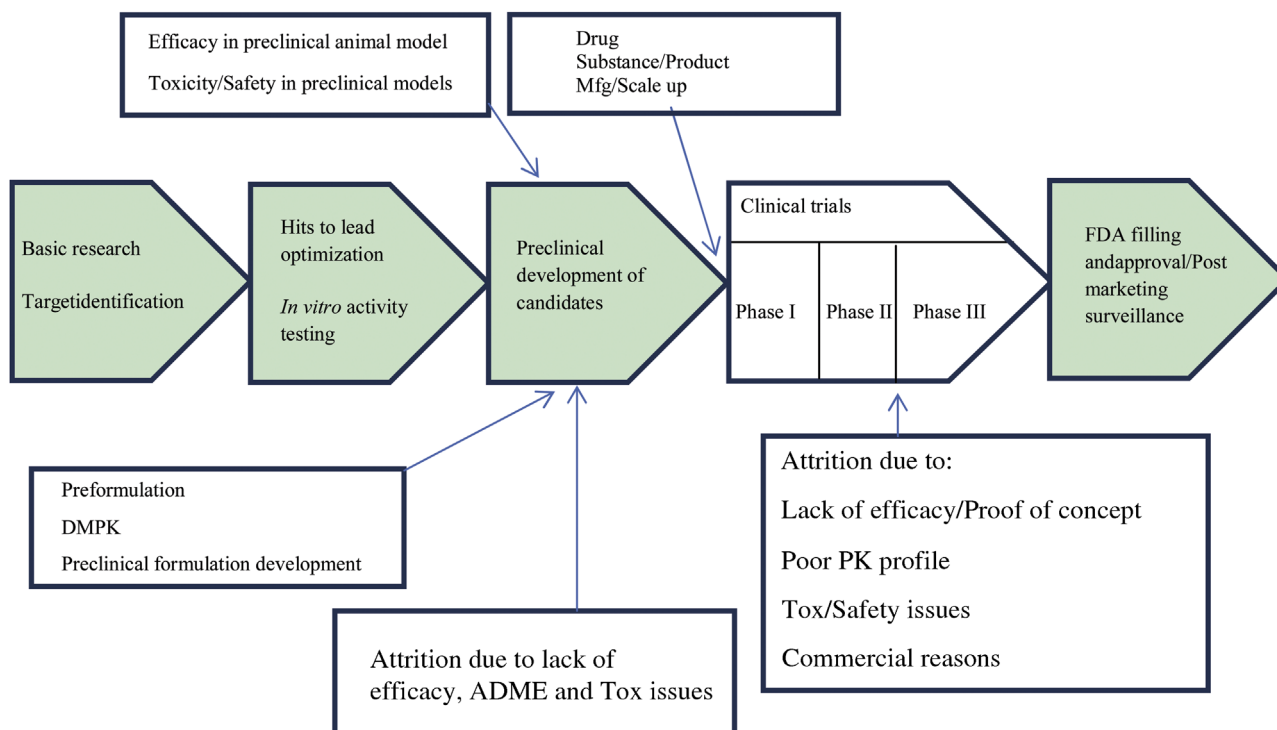 Efficacy in preclinical animal model
Toxicity/Safety in preclinical models
Drug
Substance/Product
Mfg/Scale up
Basic research
Targetidentification
Hits to lead
optimization
In vitro activity
testing
Preclinical
development of
candidates
Clinical trials
Phase I
Phase II
Phase III
FDA filling
andapproval/Post
marketing
surveillance
Preformulation
DMPK
Preclinical formulation development
Attrition due to lack of
efficacy, ADME and Tox issues
Attrition due to:
Lack of efficacy/Proof of concept
Poor PK profile
Tox/Safety issues
Commercial reasons